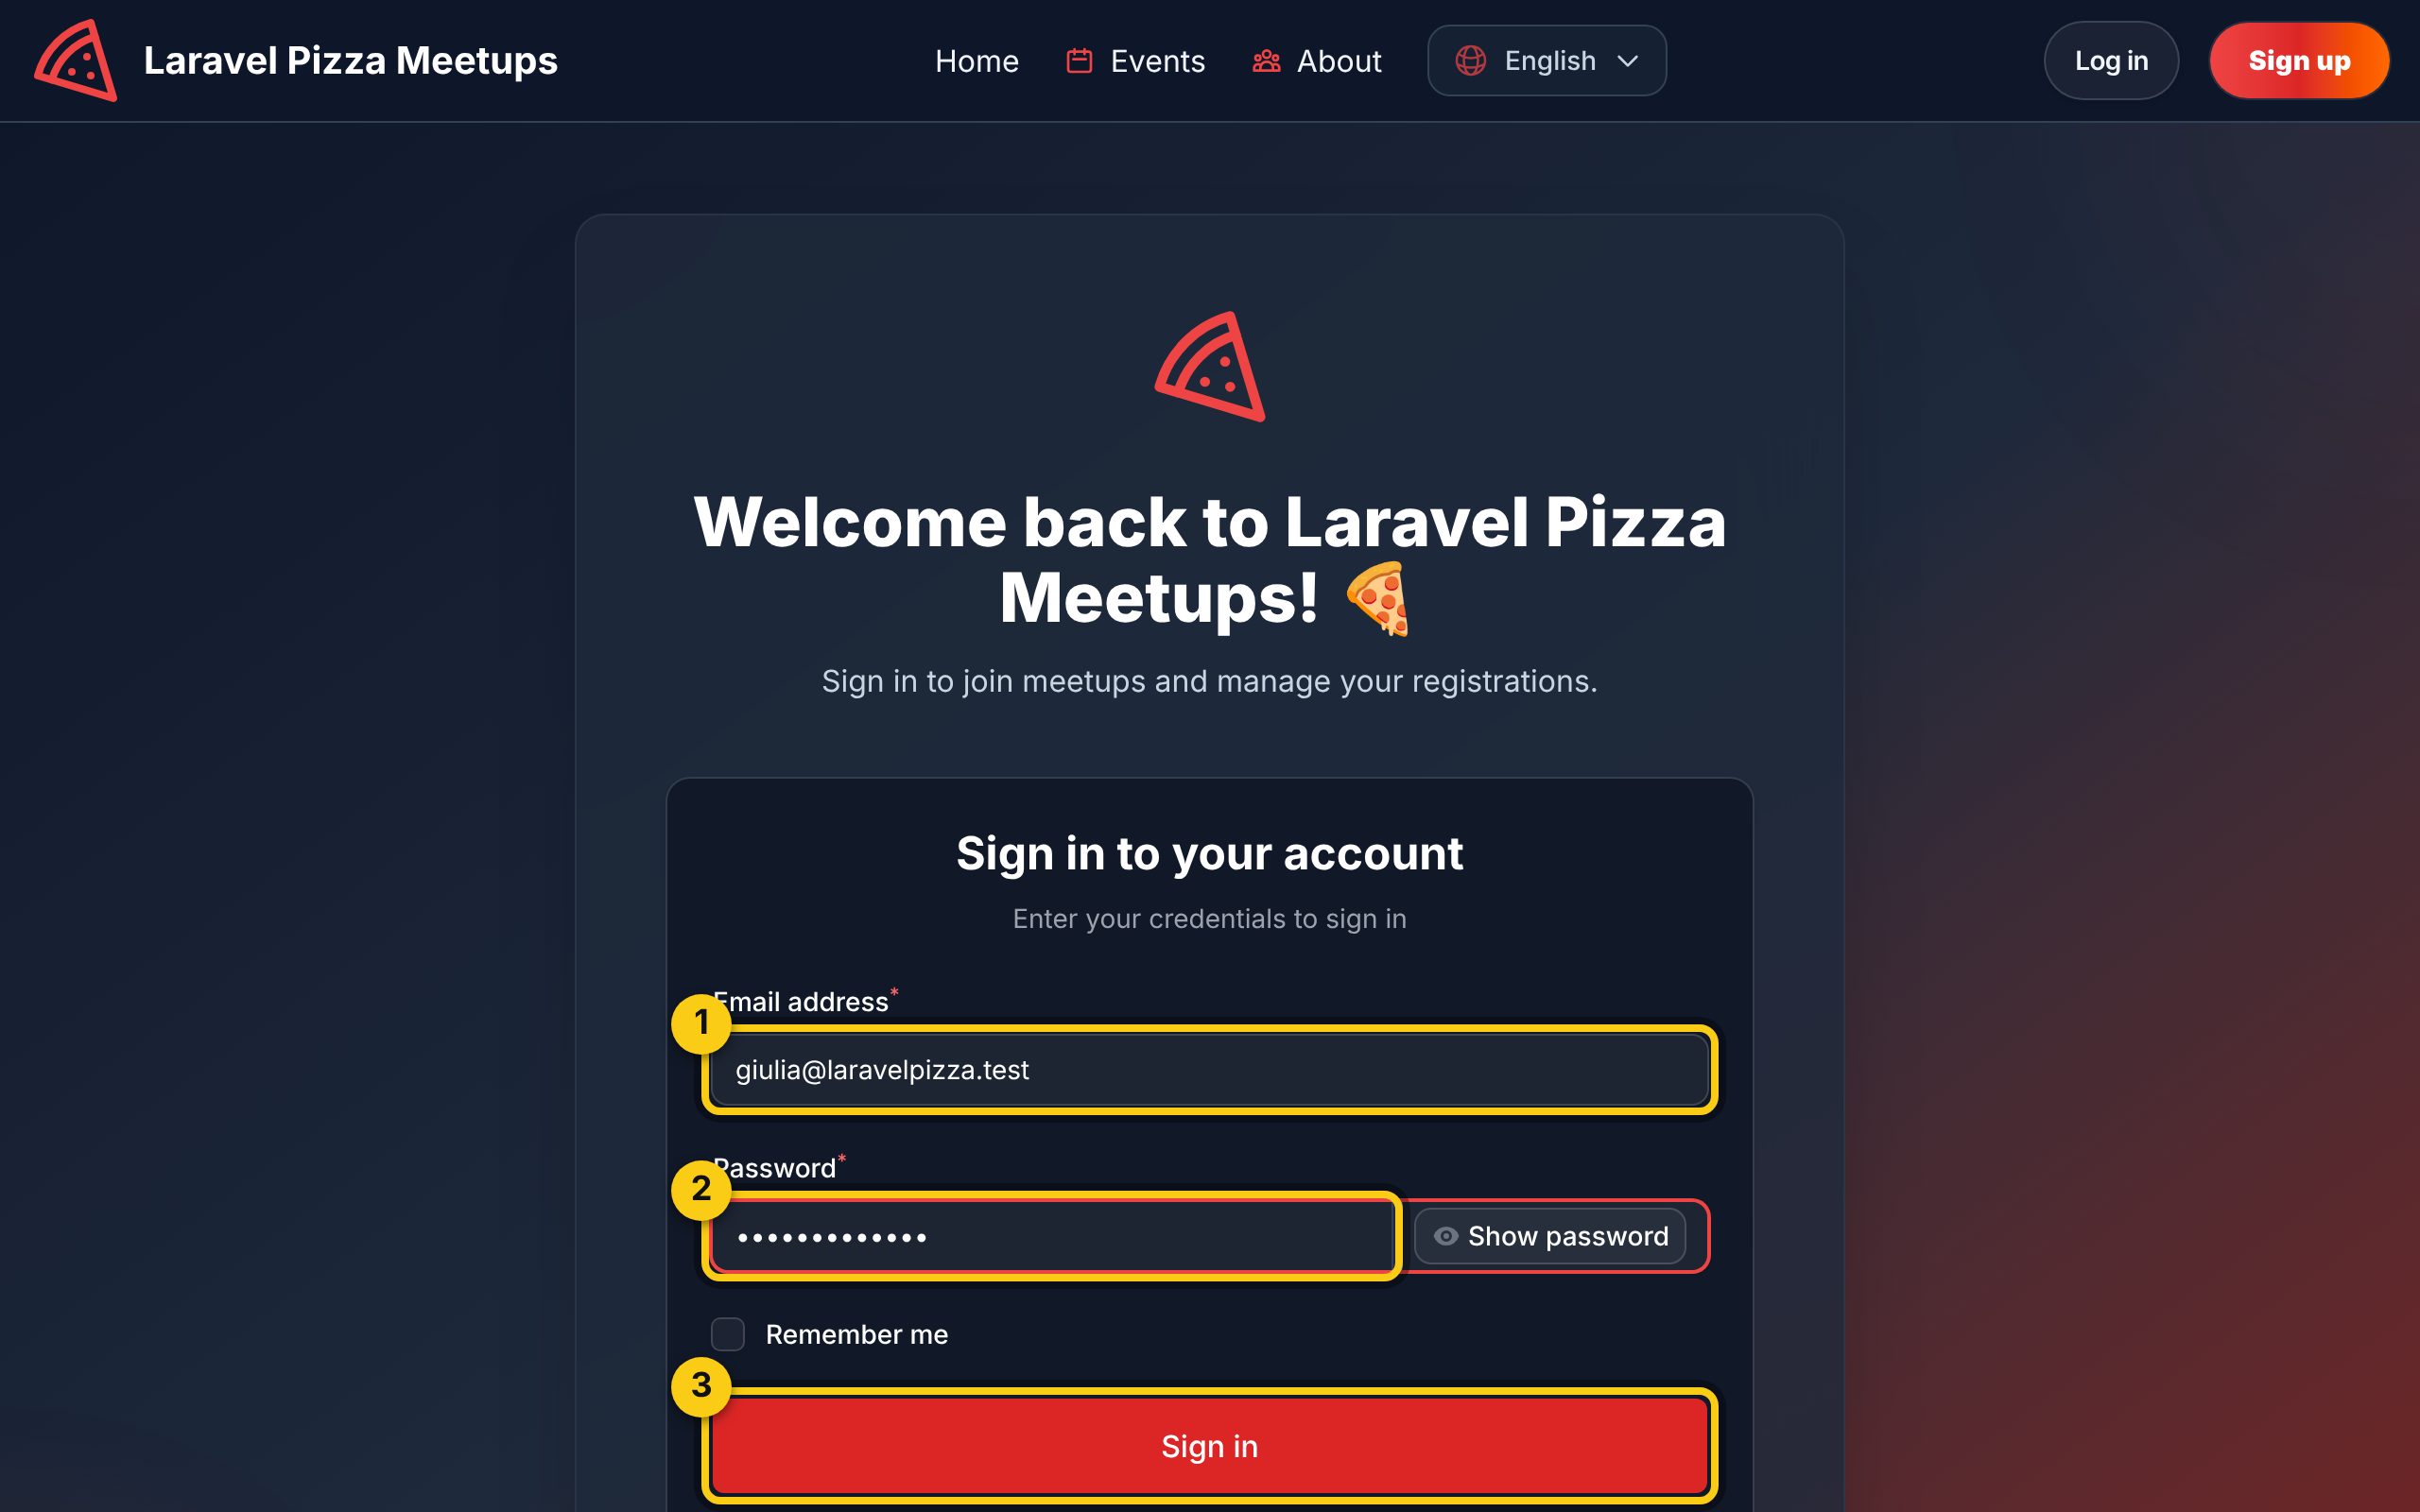 Laravel Pizza Meetups
Home
Events
About
English
Log in
Sign up
Welcome back to Laravel Pizza
Meetups! 🍕
Sign in to join meetups and manage your registrations.
Sign in to your account
Enter your credentials to sign in
Email address*
1
giulia@laravelpizza.test
Password*
2
•••••••••••••
Show password
Remember me
3
Sign in